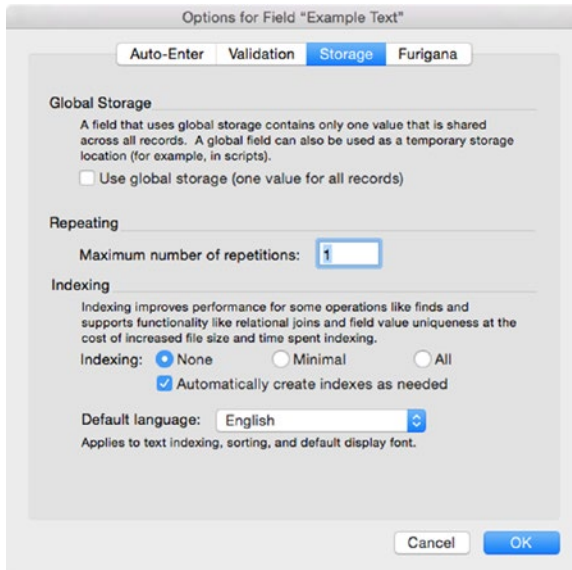 Options for Field "Example Text"
Auto-Enter Validation Storage Furigana
Global Storage
A field that uses global storage contains only one value that is shared
across all records. A global field can also be used as a temporary storage
location (for example, in scripts).
Use global storage (one value for all records)
Repeating
Maximum number of repetitions: 1
Indexing
Indexing improves performance for some operations like finds and
supports functionality like relational joins and field value uniqueness at the
cost of increased file size and time spent indexing.
Indexing: None Minimal All
Automatically create indexes as needed
Default language: English
Applies to text indexing, sorting, and default display font.
Cancel OK